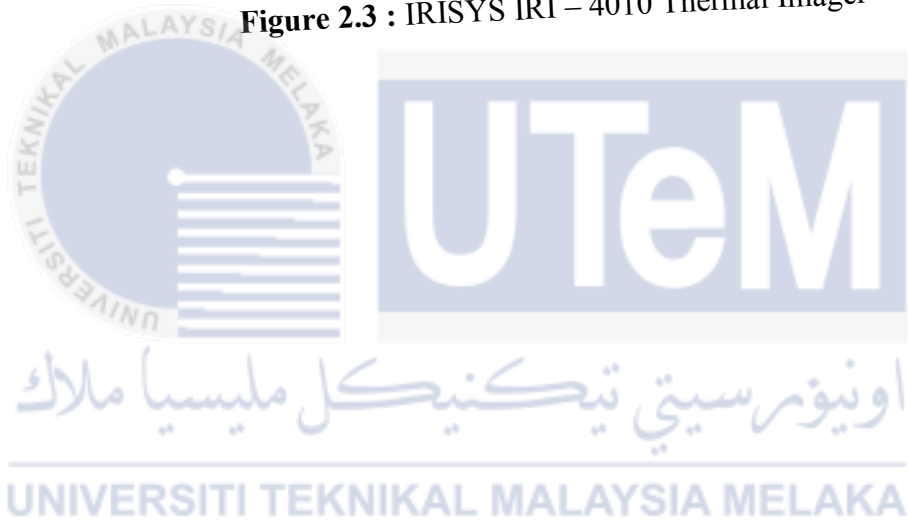 Figure 2.3 : IRISYS IRI – 4010 Thermal Imager
UNIVERSITI TEKNIKAL MALAYSIA MELAKA
UTeM
اونيۏرسيتي تيكنيكل مليسيا ملاك
UNIVERSITI TEKNIKAL MALAYSIA MELAKA